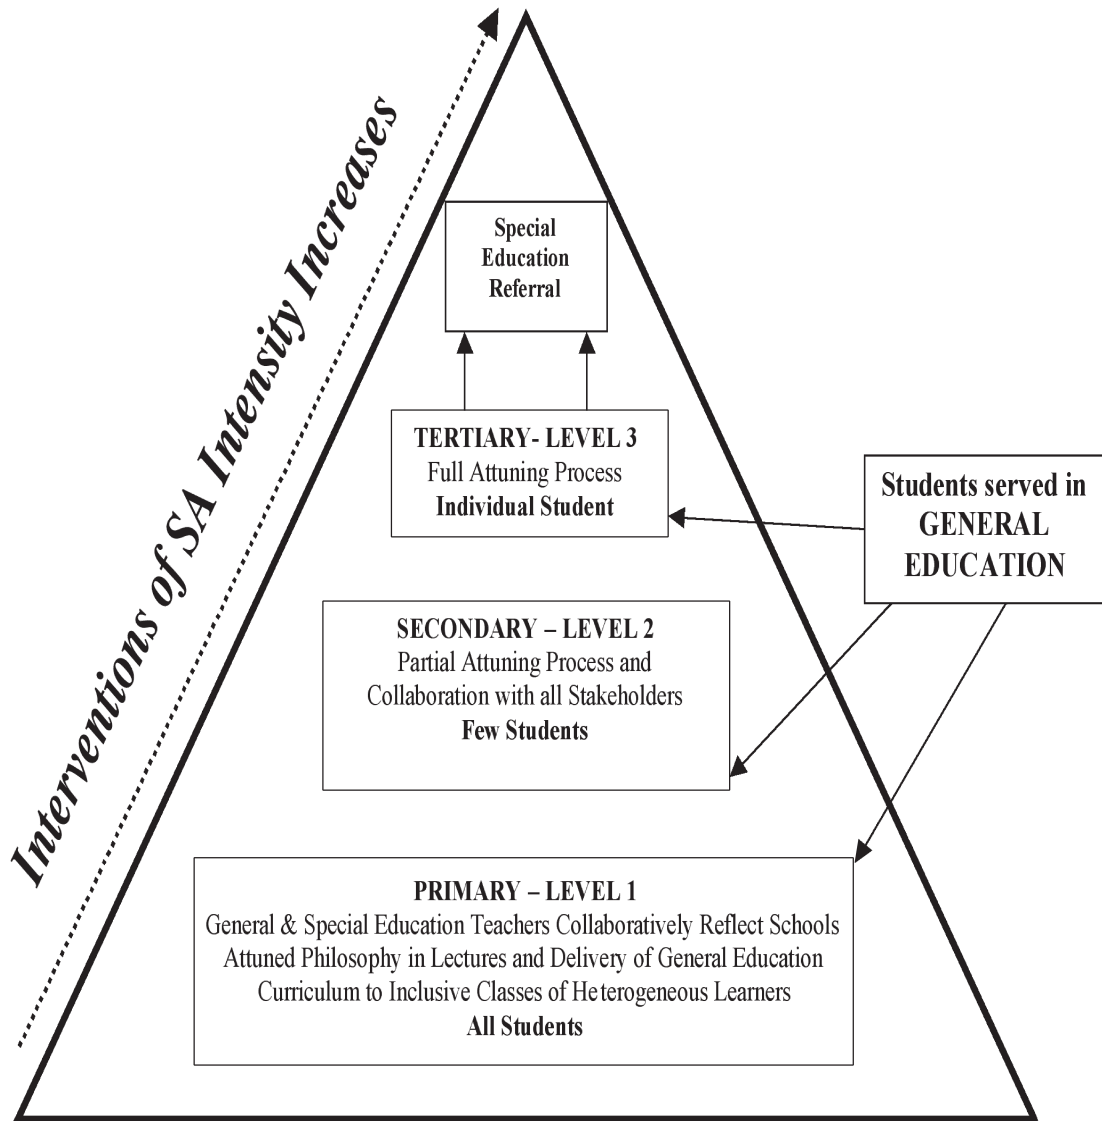 Interventions of SA Intensity Increases
Special
Education
Referral
TERTIARY- LEVEL 3
Full Attuning Process
Individual Student
Students served in
GENERAL
EDUCATION
SECONDARY – LEVEL 2
Partial Attuning Process and
Collaboration with all Stakeholders
Few Students
PRIMARY – LEVEL 1
General & Special Education Teachers Collaboratively Reflect Schools
Attuned Philosophy in Lectures and Delivery of General Education
Curriculum to Inclusive Classes of Heterogeneous Learners
All Students